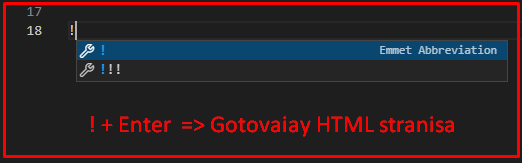 17
18 !
! Emmet Abbreviation
!!!
! + Enter => Gotovaiay HTML stranisa